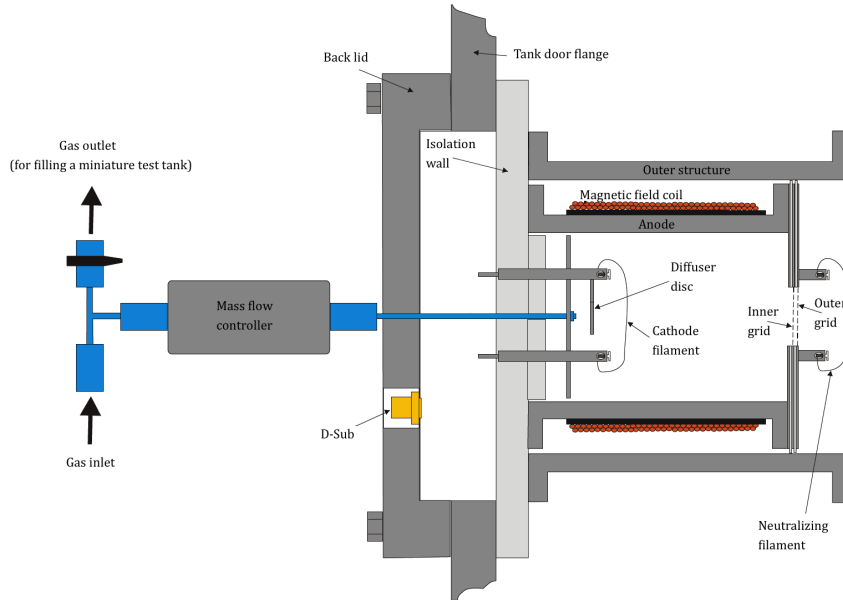 Back lid
Tank door flange
Gas outlet
(for filling a miniature test tank)
Isolation
wall
Outer structure
Magnetic field coil
Anode
Mass flow
controller
Diffuser
disc
Cathode
filament
Inner
grid
Outer
grid
D-Sub
Gas inlet
Neutralizing
filament